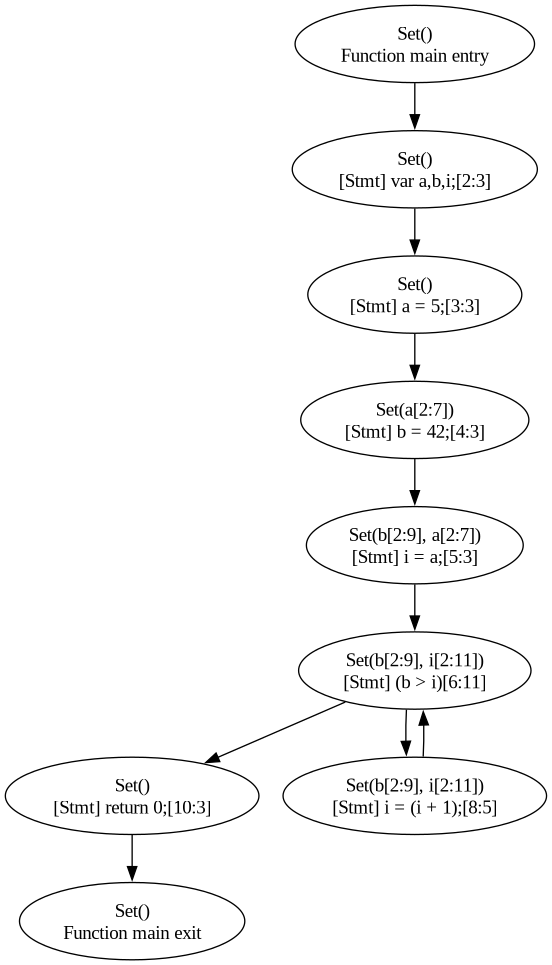 Set()
Function main entry
Set()
[Stmt] var a,b,i;[2:3]
Set()
[Stmt] a = 5;[3:3]
Set(a[2:7])
[Stmt] b = 42;[4:3]
Set(b[2:9], a[2:7])
[Stmt] i = a;[5:3]
Set(b[2:9], i[2:11])
[Stmt] (b > i)[6:11]
Set()
[Stmt] return 0;[10:3]
Set(b[2:9], i[2:11])
[Stmt] i = (i + 1);[8:5]
Set()
Function main exit